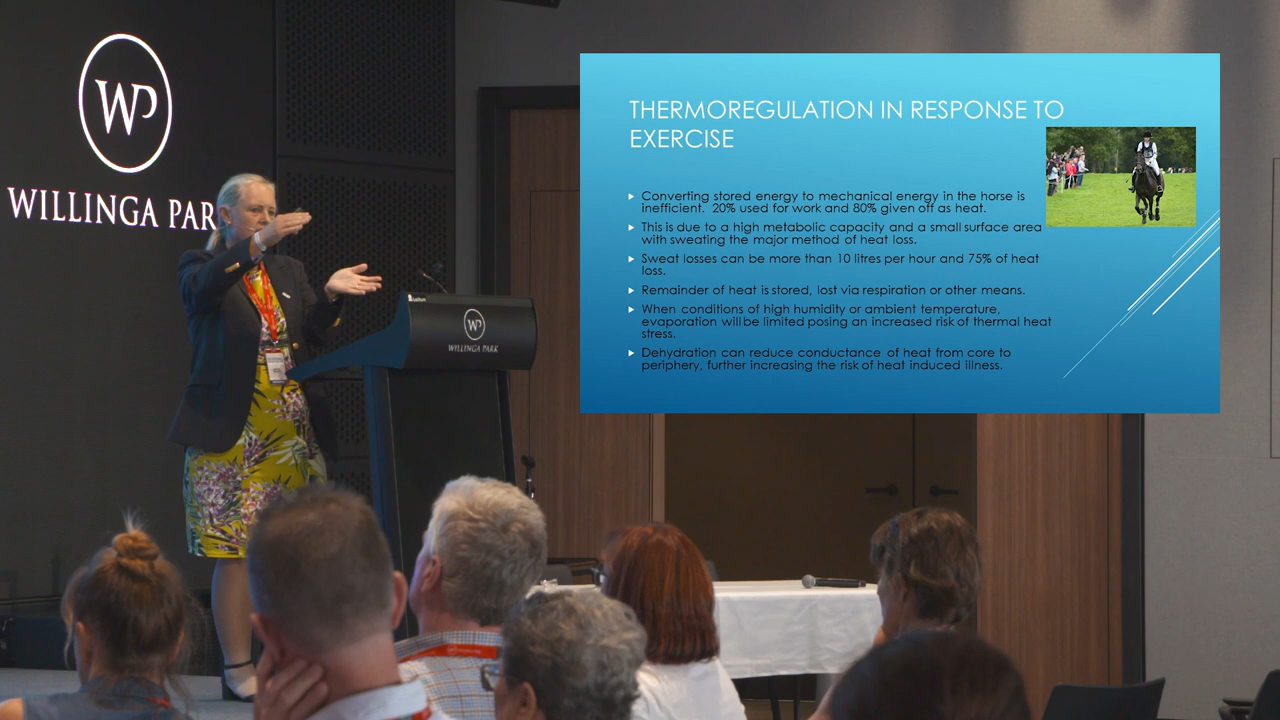 WP
WILLINGA PAR
WP
WILLINGA PARK
THERMOREGULATION IN RESPONSE TO
EXERCISE
Converting stored energy to mechanical energy in the horse is
inefficient. 20% used for work and 80% given off as heat.
This is due to a high metabolic capacity and a small surface area
with sweating the major method of heat loss.
Sweat losses can be more than 10 litres per hour and 75% of heat
loss.
Remainder of heat is stored, lost via respiration or other means.
When conditions of high humidity or ambient temperature,
evaporation will be limited posing an increased risk of thermal heat
stress.
Dehydration can reduce conductance of heat from core to
periphery, further increasing the risk of heat induced illness.